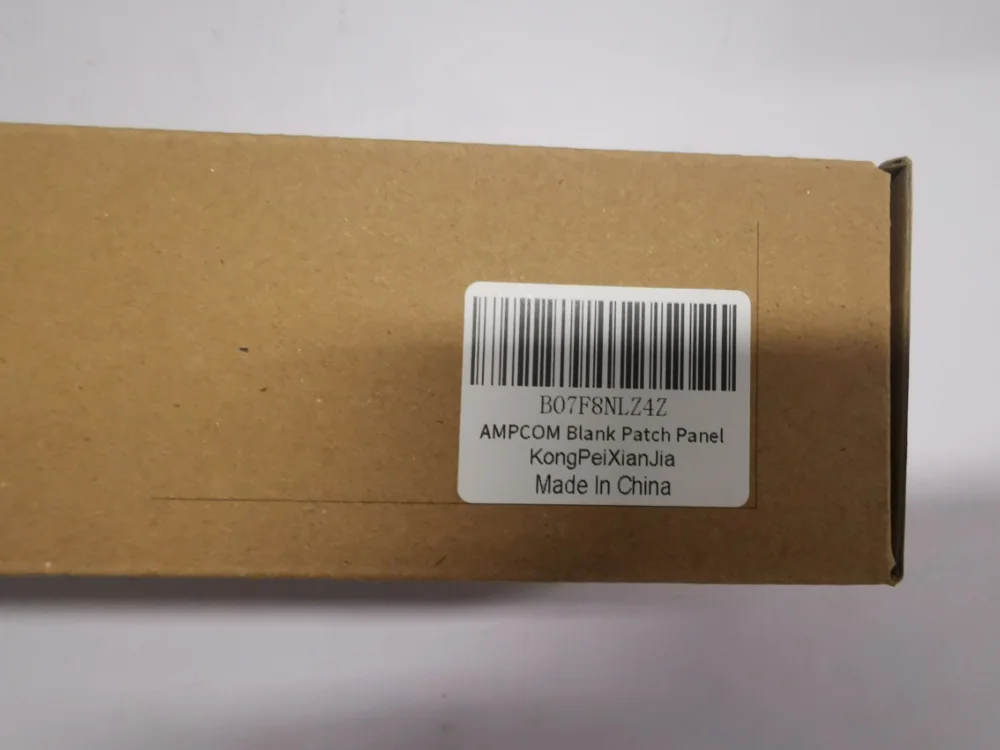 B07F8NLZ4Z
AMPCOM Blank Patch Panel
KongPeiXianJia
Made In China